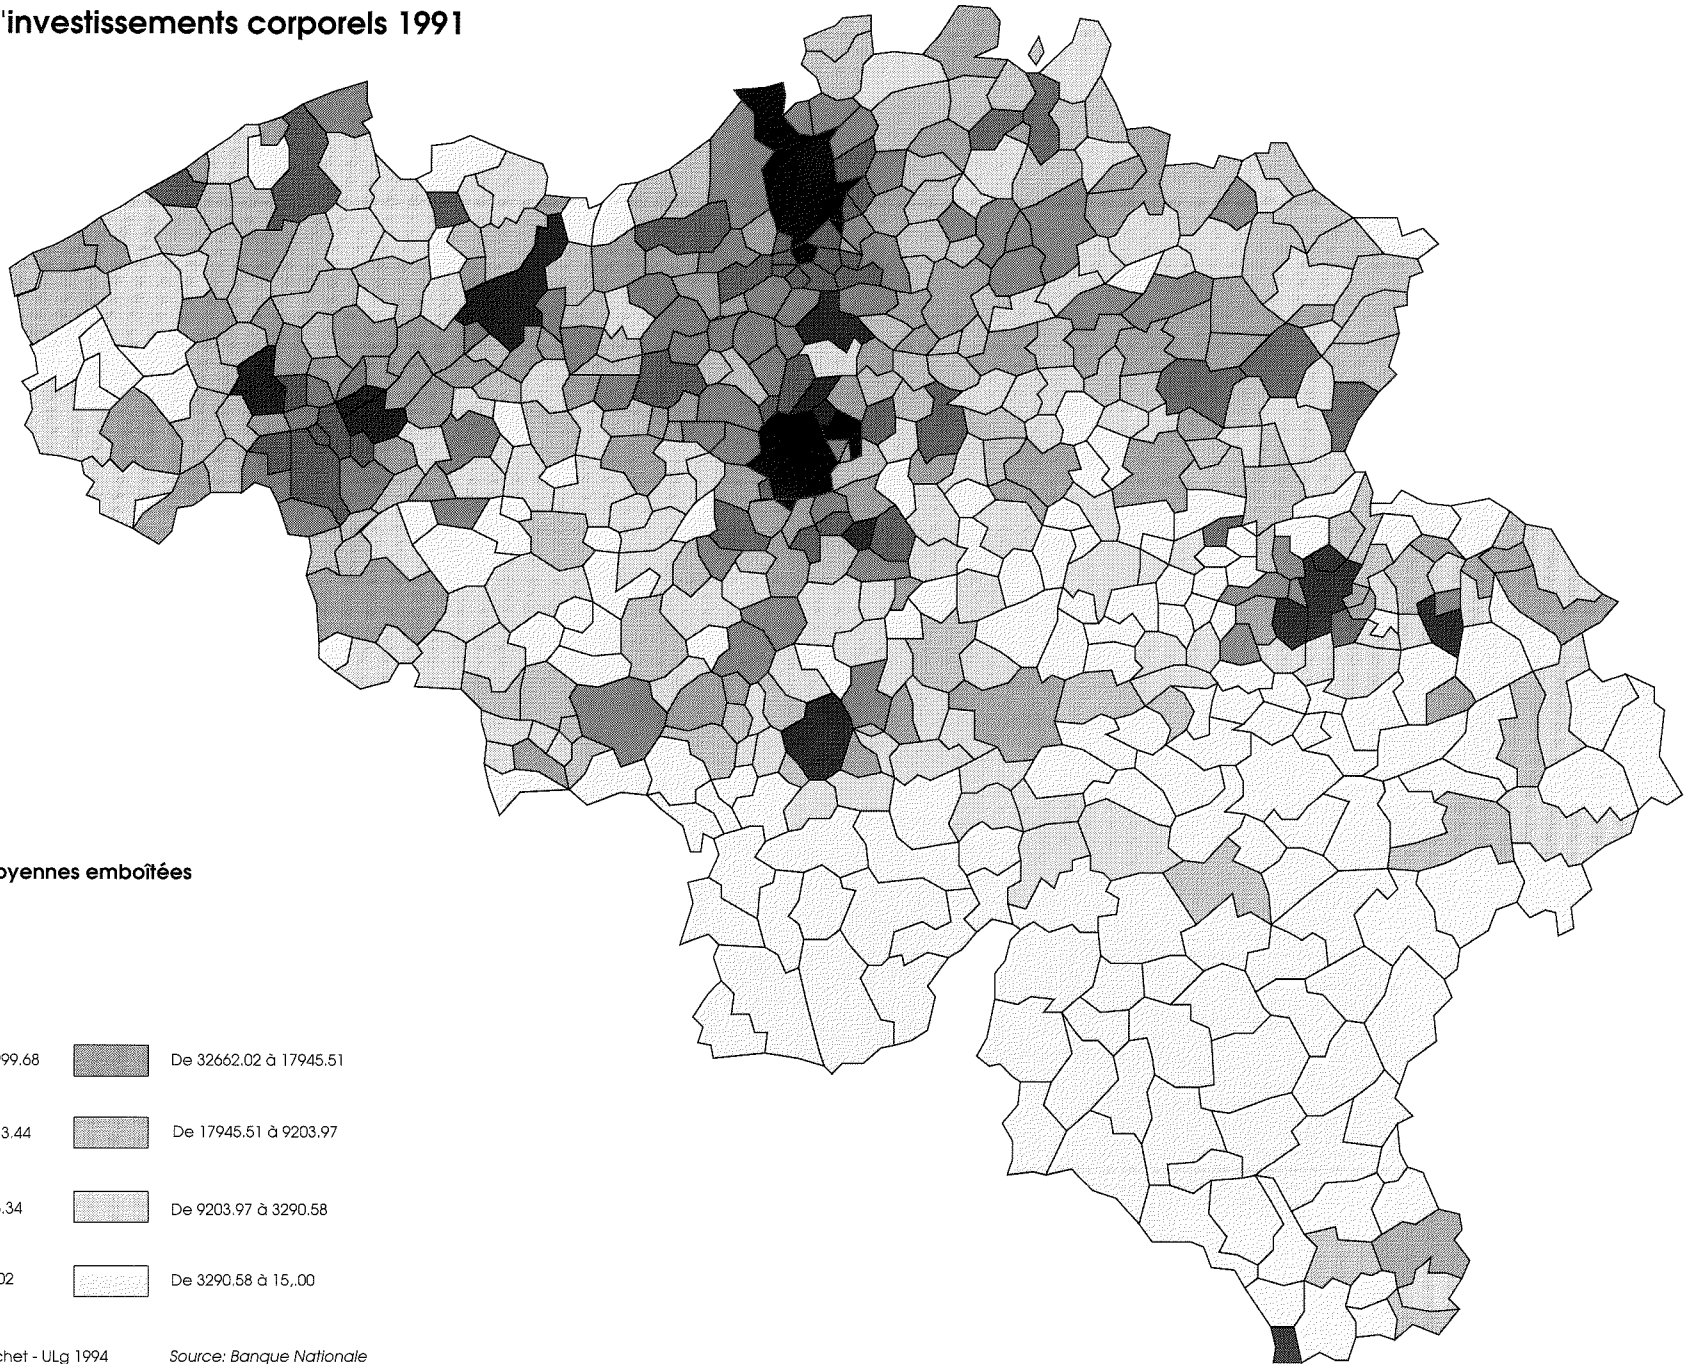 'investissements corporels 1991
oyennes emboîtées
99.68 De 32662.02 à 17945.51
3.44 De 17945.51 à 9203.97
.34 De 9203.97 à 3290.58
02 De 3290.58 à 15,.00
chet - ULg 1994 Source: Banque Nationale